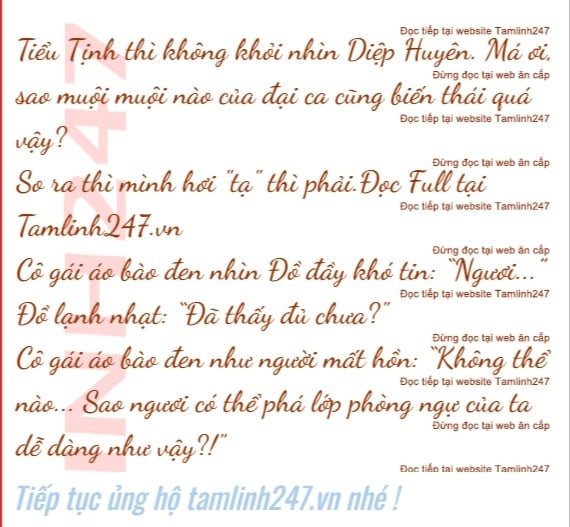 Đọc tiếp tại website Tamlinh247
Tiểu Tịnh thì không khỏi nhìn Diệp Huyên. Má ơi,
Đừng đọc tại web ăn cắp
sao muội muội nào của đại ca cũng biến thái quá
Đọc tiếp tại website Tamlinh247
vậy?
Đừng đọc tại web ăn cắp
So ra thì mình hơi "tạ" thì phải.Đọc Full tại
Đọc tiếp tại website Tamlinh247
Tamlinh247.vn
Đừng đọc tại web ăn cắp
Cô gái áo bào đen nhìn Đồ đầy khó tin: "Ngươi..."
Đọc tiếp tại website Tamlinh247
Đồ lạnh nhạt: "Đã thấy đủ chưa?"
Đừng đọc tại web ăn cắp
Cô gái áo bào đen như người mất hồn: "Không thể
Đọc tiếp tại website Tamlinh247
nào... Sao ngươi có thể phá lớp phòng ngự của ta
Đừng đọc tại web ăn cắp
dễ dàng như vậy?!"
Đọc tiếp tại website Tamlinh247
Tiếp tục ủng hộ tamlinh247.vn nhé !
INH247